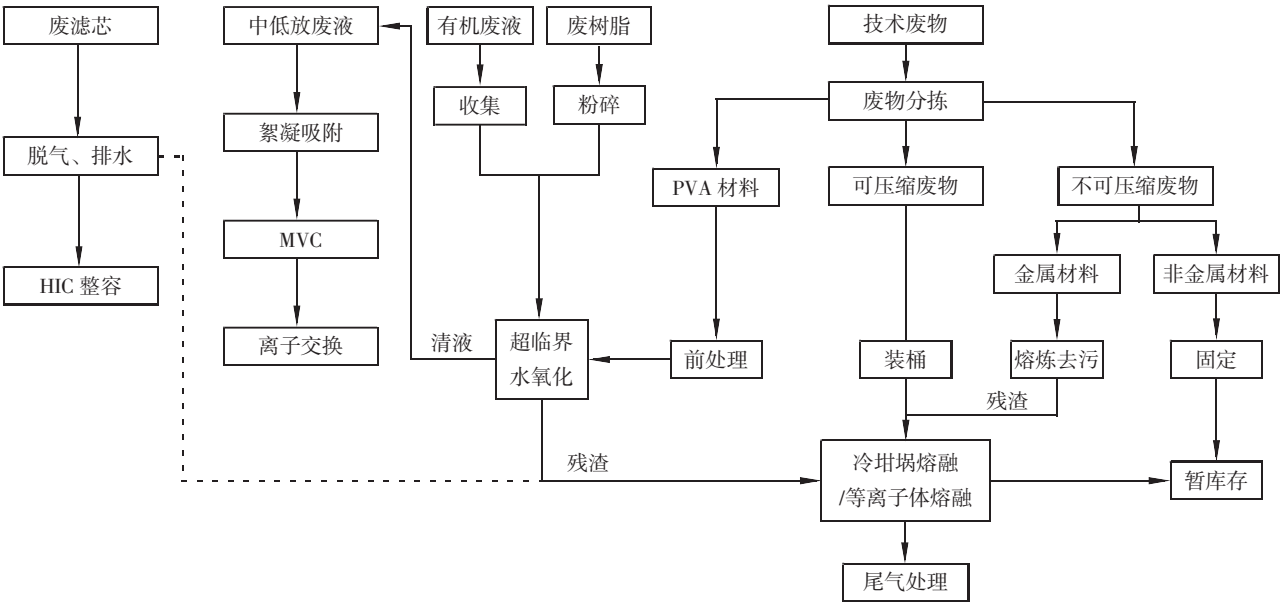 废滤芯
中低放废液
有机废液
废树脂
技术废物
收集
粉碎
废物分拣
絮凝吸附
脱气、排水
PVA 材料
可压缩废物
不可压缩废物
MVC
HIC 整容
金属材料
非金属材料
离子交换
清液
超临界
水氧化
前处理
装桶
熔炼去污
固定
残渣
残渣
冷坩埚熔融
/等离子体熔融
暂库存
尾气处理